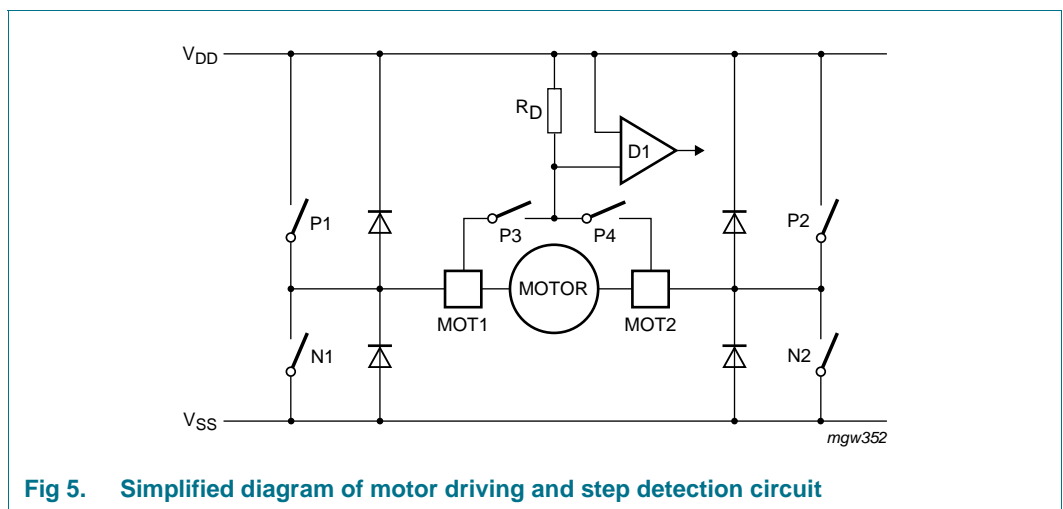 VDD
RD
D1
P1
P3
P4
P2
MOTOR
MOT1
MOT2
N1
N2
VSS
mgw352
Fig 5. Simplified diagram of motor driving and step detection circuit